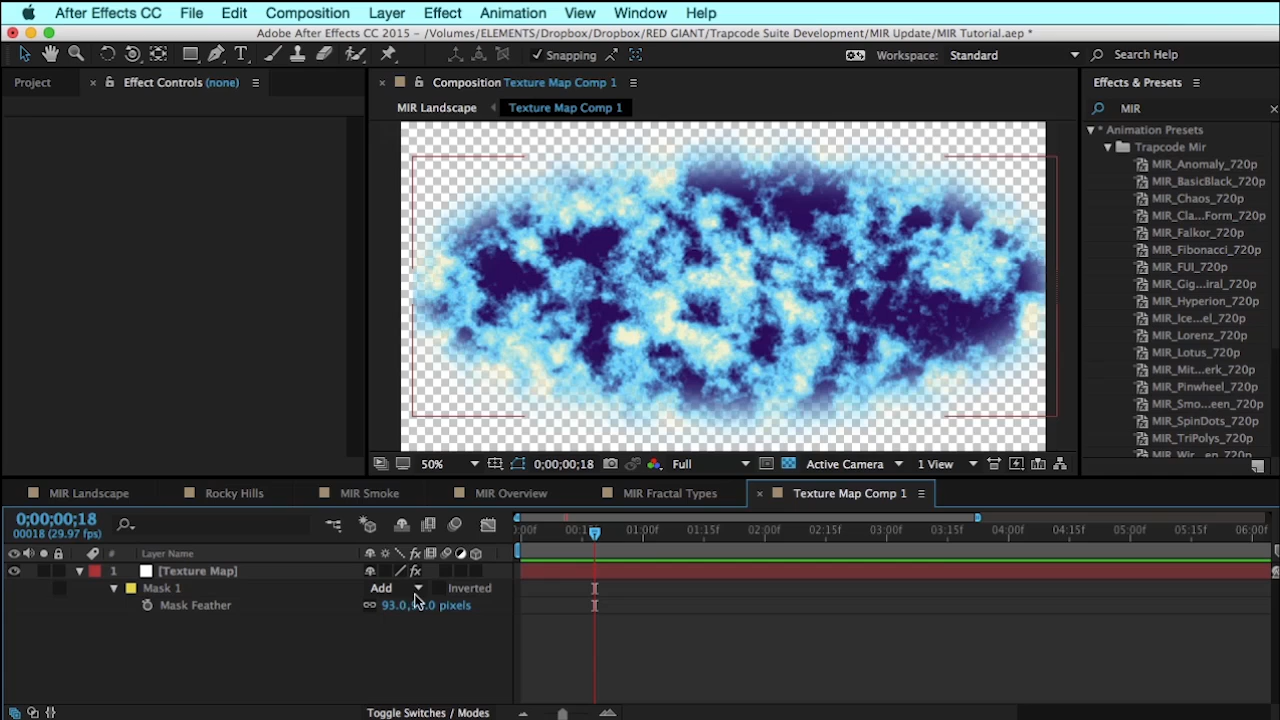 After Effects CC File Edit Composition Layer Effect Animation View Window Help
Adobe After Effects CC 2015 - /Volumes/ELEMENTS/Dropbox/Dropbox/RED GIANT/Trapcode Suite Development/MIR Update/MIR Tutorial.aep *
Snapping Workspace: Standard Search Help
Project × Effect Controls (none) × Composition Texture Map Comp 1 Effects & Presets
MIR Landscape Texture Map Comp 1 MIR ×
* Animation Presets
Trapcode Mir
MIR_Anomaly_720p
MIR_BasicBlack_720p
MIR_Chaos_720p
MIR_Cla...Form_720p
MIR_Falkor_720p
MIR_Fibonacci_720p
MIR_FUI_720p
MIR_Gig...iral_720p
MIR_Hyperion_720p
MIR_Ice...el_720p
MIR_Lorenz_720p
MIR_Lotus_720p
MIR_Mit...erk_720p
MIR_Pinwheel_720p
MIR_Smo...een_720p
MIR_SpinDots_720p
MIR_TriPolys_720p
50% 0;00;00;18 Full Active Camera 1 View
MIR Landscape Rocky Hills MIR Smoke MIR Overview MIR Fractal Types × Texture Map Comp 1
0;00;00;18
00018 (29.97 fps)
01:00f 01:15f 02:00f 02:15f 03:00f 03:15f 04:00f 04:15f 05:00f 05:15f 06:00f
# Layer Name fx
1 [Texture Map] fx
Mask 1 Add Inverted
Mask Feather pixels
Toggle Switches / Modes